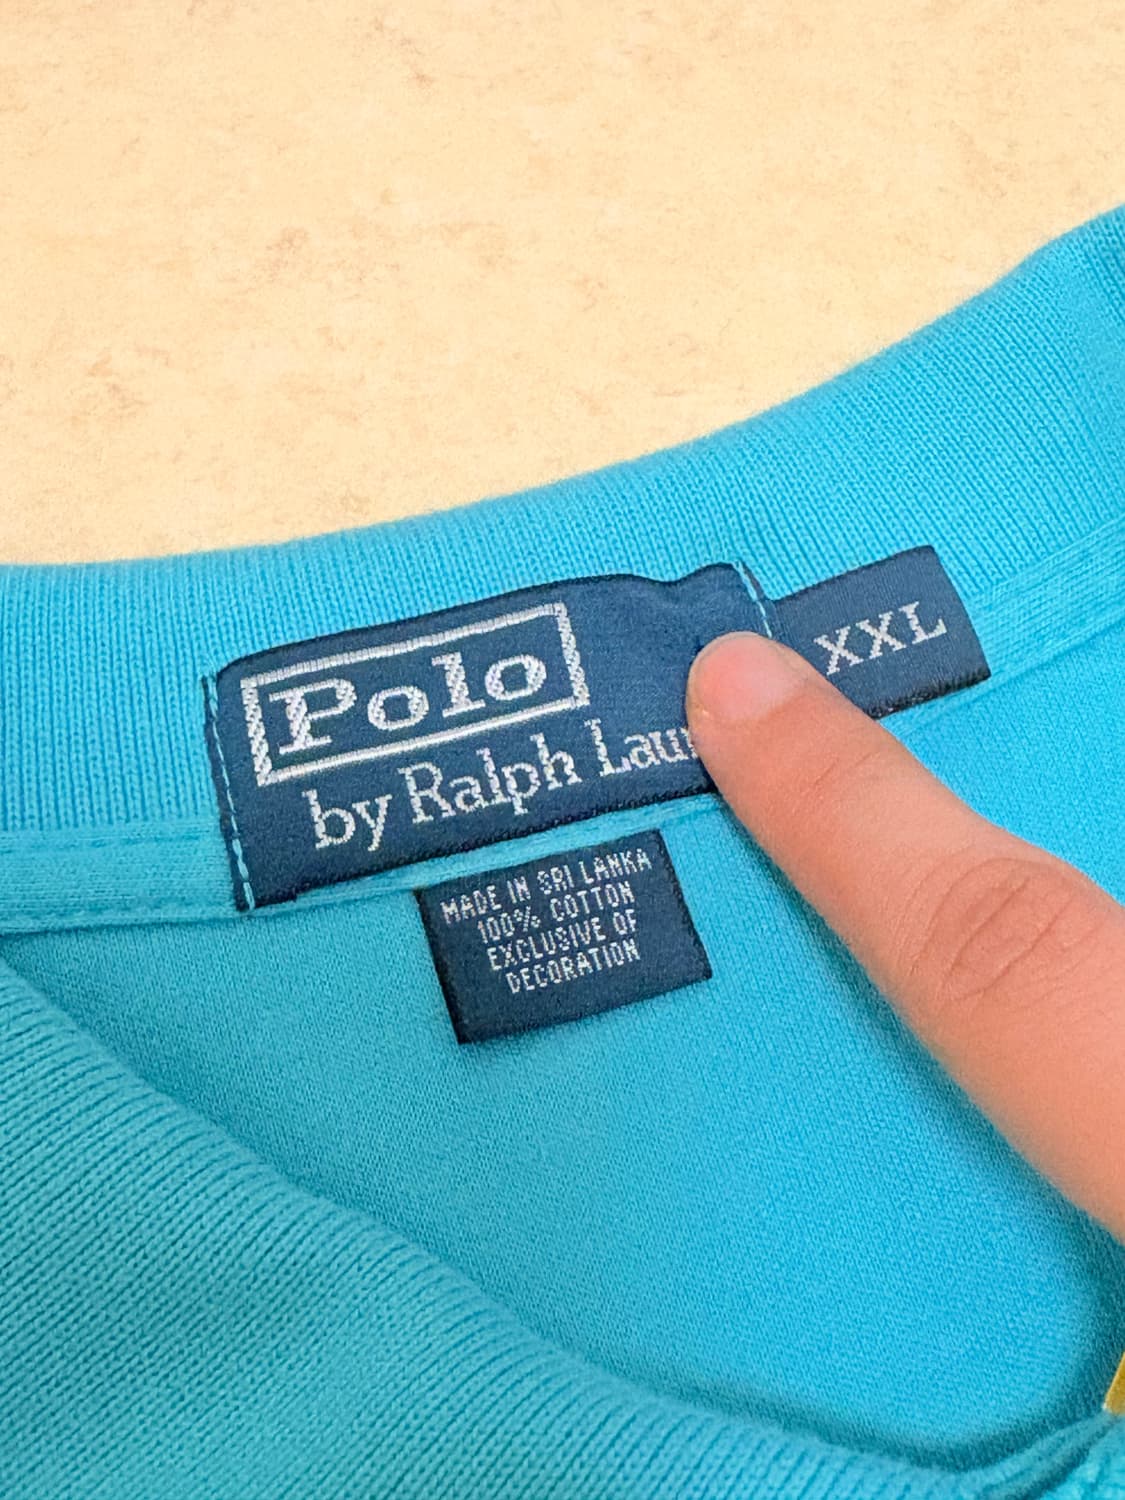 Polo
by Ralph Lau
XXL
MADE IN SRI LANKA
100% COTTON
EXCLUSIVE OF
DECORATION